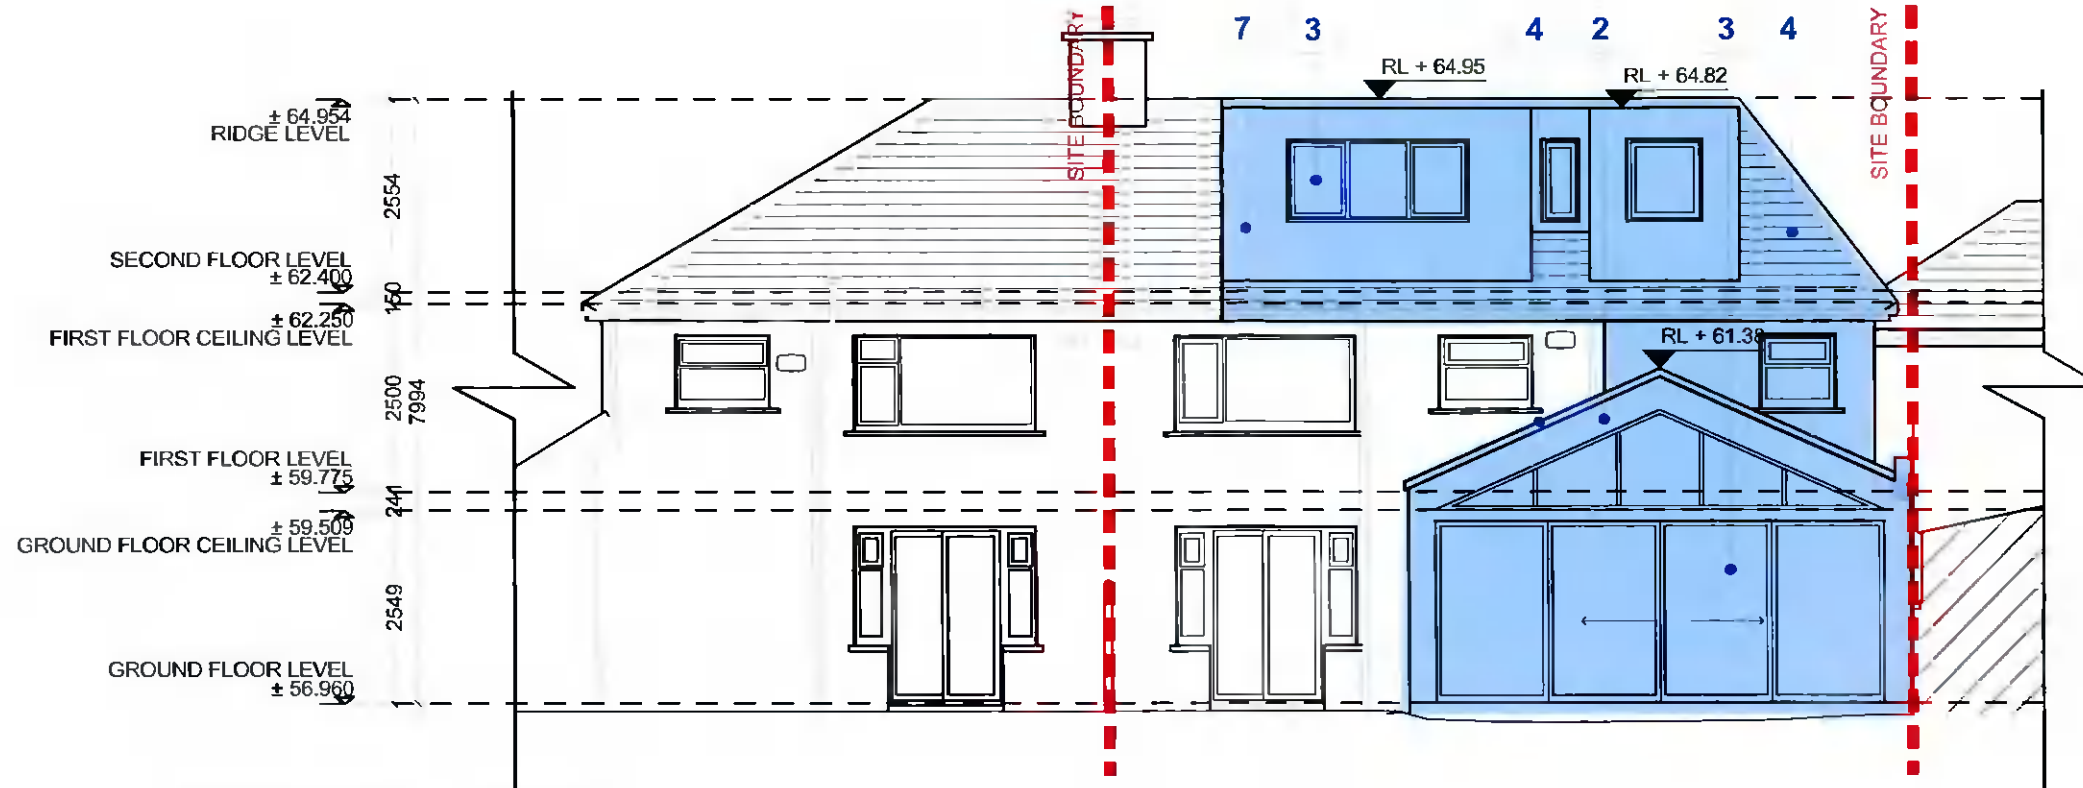 7 3 4 2 3 4
SITE BOUNDARY
SITE BOUNDARY
RL + 64.95
RL + 64.82
± 64.954
RIDGE LEVEL
2554
SECOND FLOOR LEVEL
± 62.400
150
± 62.250
FIRST FLOOR CEILING LEVEL
RL + 61.38
2500
7994
FIRST FLOOR LEVEL
± 59.775
241
± 59.509
GROUND FLOOR CEILING LEVEL
2549
GROUND FLOOR LEVEL
± 56.960